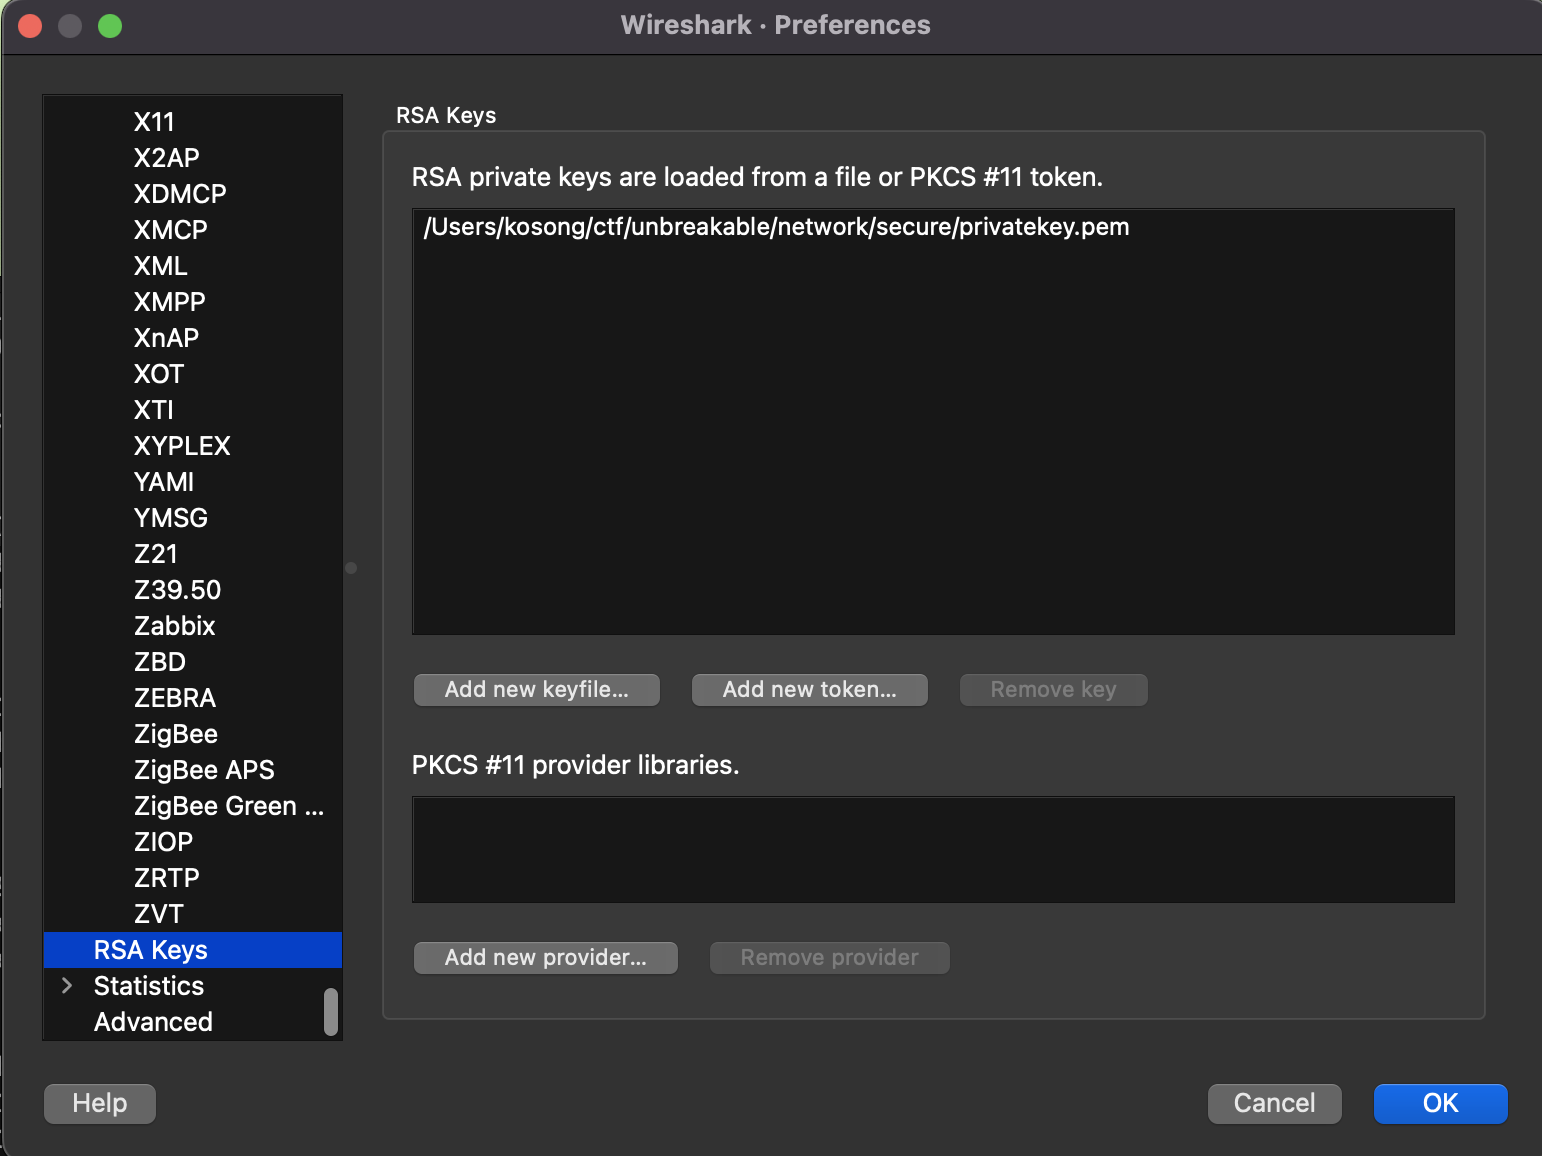 Wireshark · Preferences
X11
X2AP
XDMCP
XMCP
XML
XMPP
XnAP
XOT
XTI
XYPLEX
YAMI
YMSG
Z21
Z39.50
Zabbix
ZBD
ZEBRA
ZigBee
ZigBee APS
ZigBee Green ...
ZIOP
ZRTP
ZVT
RSA Keys
Statistics
Advanced
RSA Keys
RSA private keys are loaded from a file or PKCS #11 token.
/Users/kosong/ctf/unbreakable/network/secure/privatekey.pem
Add new keyfile... Add new token... Remove key
PKCS #11 provider libraries.
Add new provider... Remove provider
Help Cancel OK